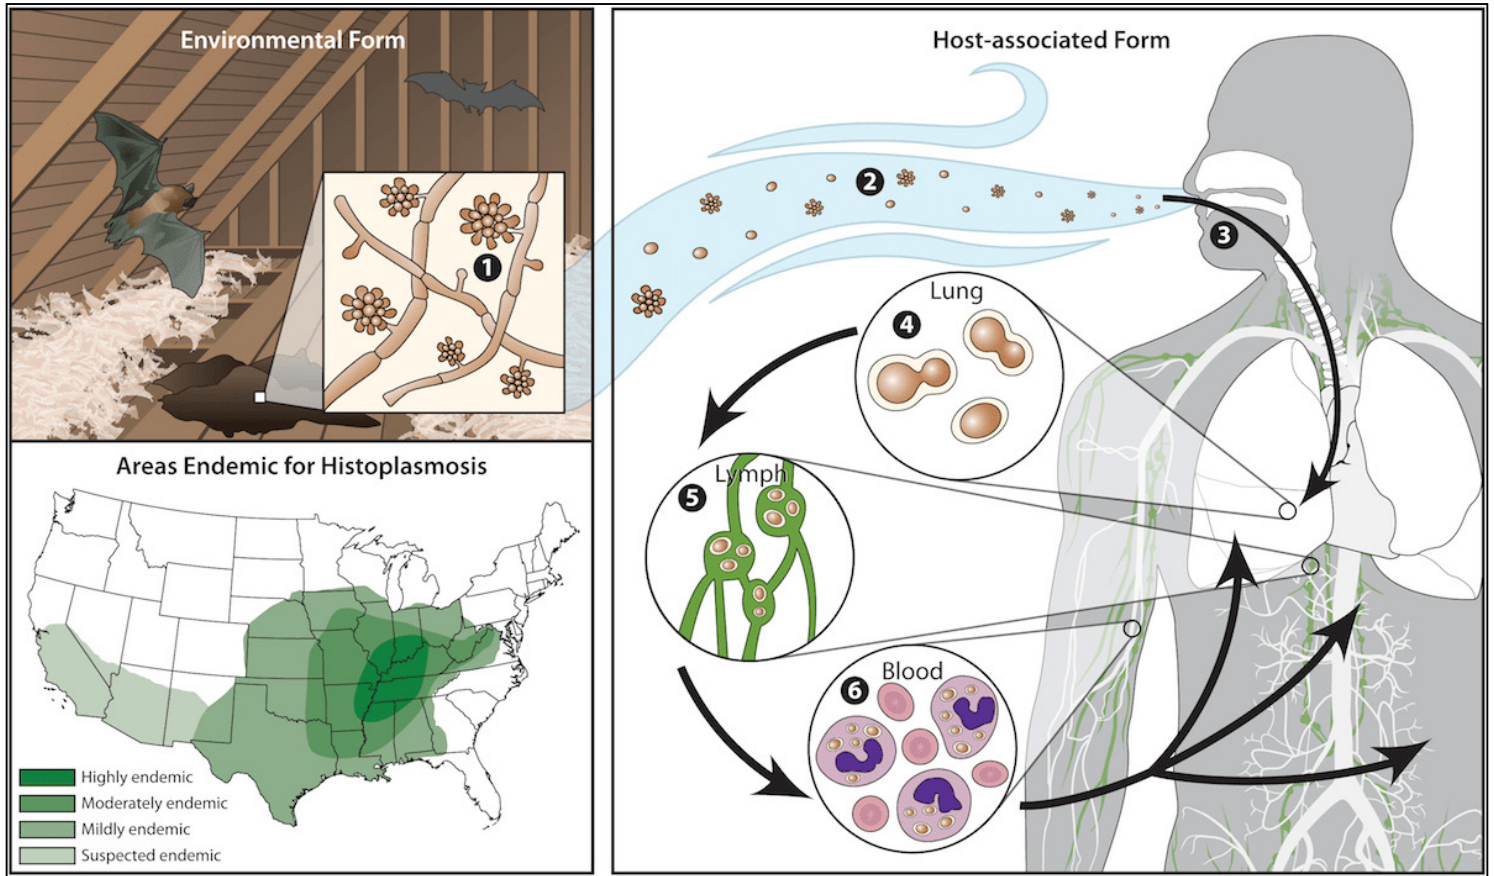 Environmental Form
1
Areas Endemic for Histoplasmosis
Highly endemic
Moderately endemic
Mildly endemic
Suspected endemic
Host-associated Form
2
3
Lung
4
Lymph
5
Blood
6